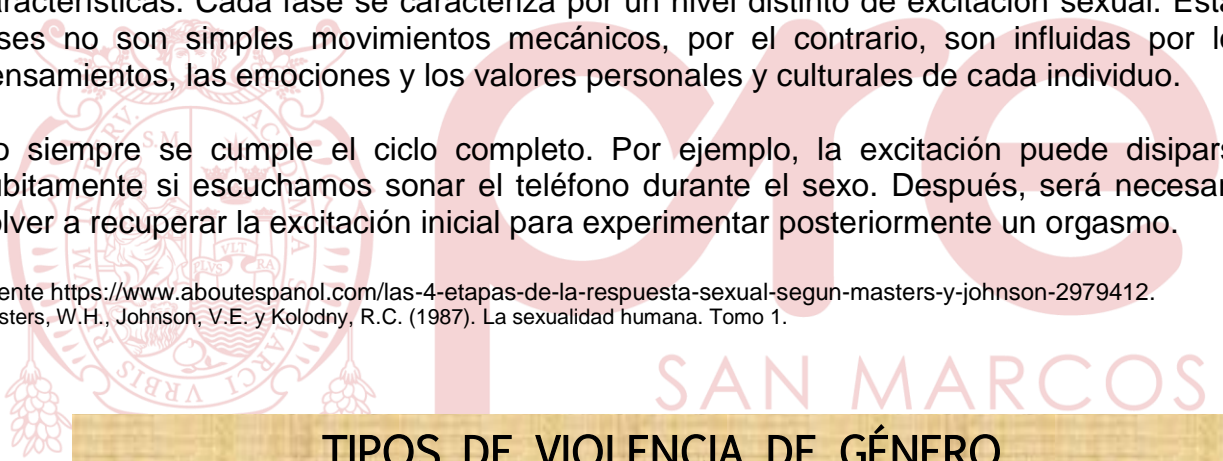 aracterísticas. Cada fase se caracteriza por un nivel distinto de excitación sexual. Esta
ses no son simples movimientos mecánicos, por el contrario, son influidas por l
ensamientos, las emociones y los valores personales y culturales de cada individuo.
o siempre se cumple el ciclo completo. Por ejemplo, la excitación puede disipars
úbitamente si escuchamos sonar el teléfono durante el sexo. Después, será necesar
olver a recuperar la excitación inicial para experimentar posteriormente un orgasmo.
ente https://www.aboutespanol.com/las-4-etapas-de-la-respuesta-sexual-segun-masters-y-johnson-2979412.
sters, W.H., Johnson, V.E. y Kolodny, R.C. (1987). La sexualidad humana. Tomo 1.
pre
SAN MARCOS
TIPOS DE VIOLENCIA DE GÉNERO